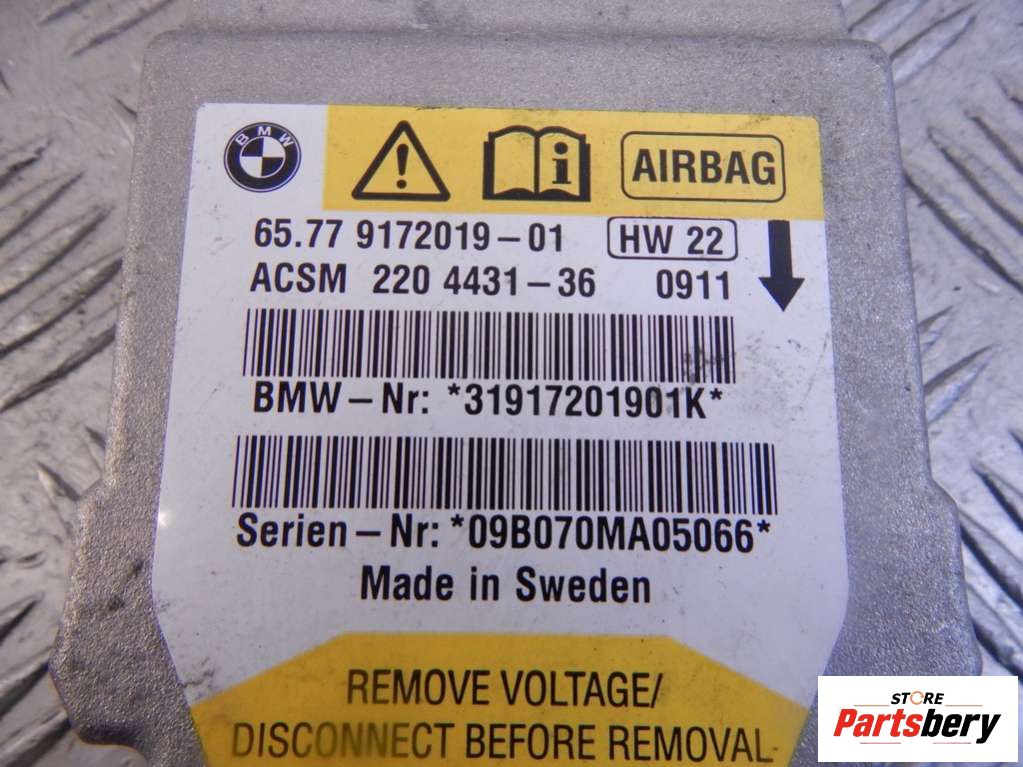 BMW
AIRBAG
65.77 9172019-01 HW 22
ACSM 220 4431-36 0911
BMW-Nr: *31917201901K*
Serien-Nr: *09B070MA05066*
Made in Sweden
REMOVE VOLTAGE/
DISCONNECT BEFORE REMOVAL
STORE
Partsbery